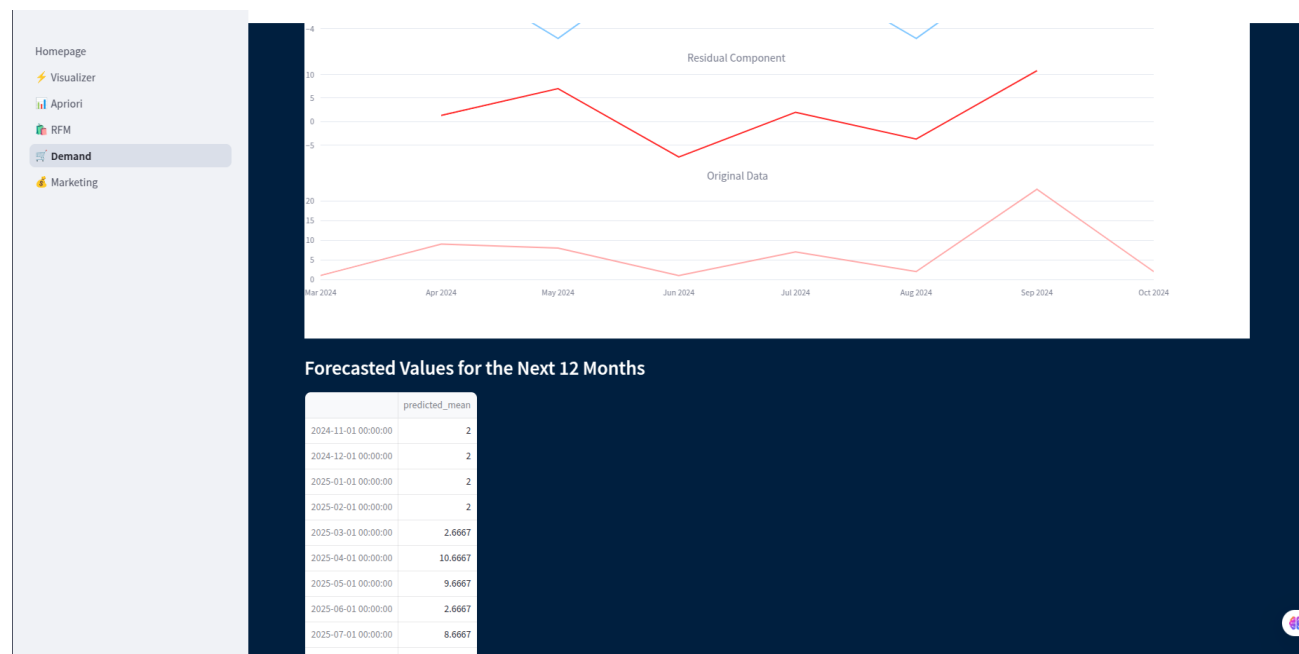 Homepage
⚡ Visualizer
📊 Apriori
🛍️ RFM
🛒 Demand
💰 Marketing
−4
Residual Component
10
5
0
−5
Original Data
20
15
10
5
0
Mar 2024 Apr 2024 May 2024 Jun 2024 Jul 2024 Aug 2024 Sep 2024 Oct 2024
Forecasted Values for the Next 12 Months
predicted_mean
2024-11-01 00:00:00 2
2024-12-01 00:00:00 2
2025-01-01 00:00:00 2
2025-02-01 00:00:00 2
2025-03-01 00:00:00 2.6667
2025-04-01 00:00:00 10.6667
2025-05-01 00:00:00 9.6667
2025-06-01 00:00:00 2.6667
2025-07-01 00:00:00 8.6667